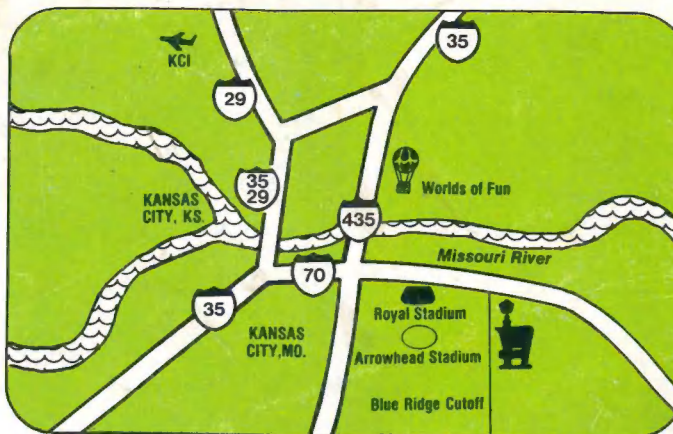 KCI
29
35
35
29
KANSAS
CITY, KS.
Worlds of Fun
435
Missouri River
70
35
KANSAS
CITY,MO.
Royal Stadium
Arrowhead Stadium
Blue Ridge Cutoff